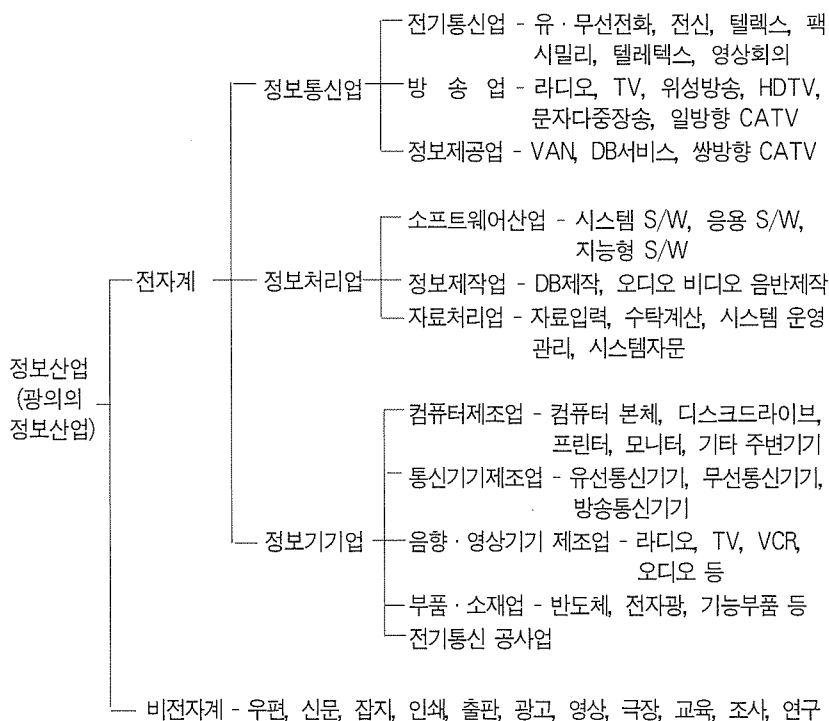 전기통신업 - 유·무선전화, 전신, 텔렉스, 팩
시밀리, 텔레텍스, 영상회의
정보통신업
방 송 업 - 라디오, TV, 위성방송, HDTV,
문자다중장송, 일방향 CATV
정보제공업 - VAN, DB서비스, 쌍방향 CATV
소프트웨어산업 - 시스템 S/W, 응용 S/W,
지능형 S/W
전자계
정보처리업
정보제작업 - DB제작, 오디오 비디오 음반제작
자료처리업 - 자료입력, 수탁계산, 시스템 운영
관리, 시스템자문
정보산업
(광의의
정보산업)
컴퓨터제조업 - 컴퓨터 본체, 디스크드라이브,
프린터, 모니터, 기타 주변기기
통신기기제조업 - 유선통신기기, 무선통신기기,
방송통신기기
정보기기업
음향·영상기기 제조업 - 라디오, TV, VCR,
오디오 등
부품·소재업 - 반도체, 전자광, 기능부품 등
전기통신 공사업
비전자계 - 우편, 신문, 잡지, 인쇄, 출판, 광고, 영상, 극장, 교육, 조사, 연구